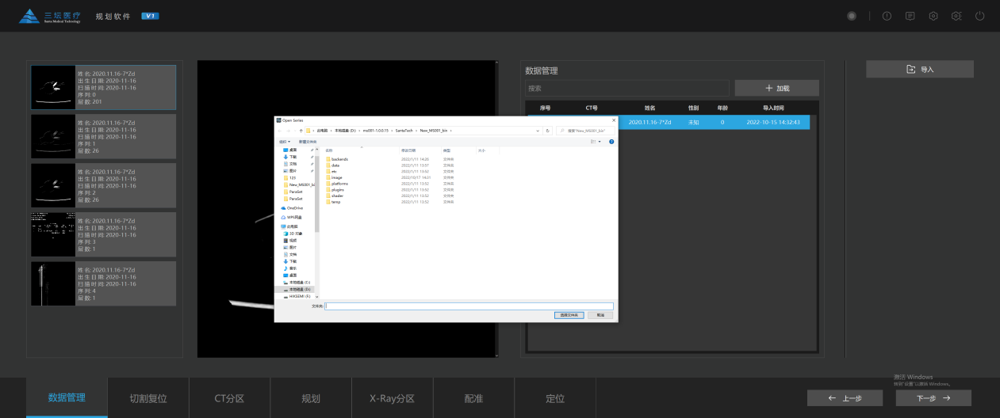 三坛医疗
Santa Medical Technology
规划软件
V 1
姓 名: 2020.11.16-7*Zd
出 生 日 期: 2020-11-16
扫 描 时 间: 2020-11-16
序 列: 0
层 数: 201
姓 名: 2020.11.16-7*Zd
出 生 日 期: 2020-11-16
扫 描 时 间: 2020-11-16
序 列: 1
层 数: 26
姓 名: 2020.11.16-7*Zd
出 生 日 期: 2020-11-16
扫 描 时 间: 2020-11-16
序 列: 2
层 数: 26
姓 名: 2020.11.16-7*Zd
出 生 日 期: 2020-11-16
扫 描 时 间: 2020-11-16
序 列: 3
层 数: 1
姓 名: 2020.11.16-7*Zd
出 生 日 期: 2020-11-16
扫 描 时 间: 2020-11-16
序 列: 4
层 数: 1
Open Series
此电脑 › 本地磁盘 (D:) › ms001-1.0.0.15 › SantaTech › New_MS001_bin ›
搜索"New_MS001_bin"
组织 新建文件夹
桌面
下载
文档
图片
123
New_MS001_bi
ParaSet
ParaSet
OneDrive
WPS网盘
此电脑
3D 对象
视频
图片
文档
下载
音乐
桌面
本地磁盘 (C:)
本地磁盘 (D:)
HIKSEMI (F:)
名称 修改日期 类型 大小
backends 2022/1/11 14:26 文件夹
data 2022/1/11 13:57 文件夹
etc 2022/1/11 13:52 文件夹
image 2022/10/17 14:31 文件夹
platforms 2022/1/11 13:52 文件夹
plugins 2022/1/11 13:52 文件夹
shader 2022/1/11 13:52 文件夹
temp 2022/1/11 13:52 文件夹
文件夹:
选择文件夹 取消
数据管理
搜索
加载
序号 CT号 姓名 性别 年龄 导入时间
2020.11.16-7*Zd 未知 0 2022-10-15 14:32:43
导入
激活 Windows
转到"设置"以激活 Windows。
数据管理 切割复位 CT分区 规划 X-Ray分区 配准 定位
上一步 下一步